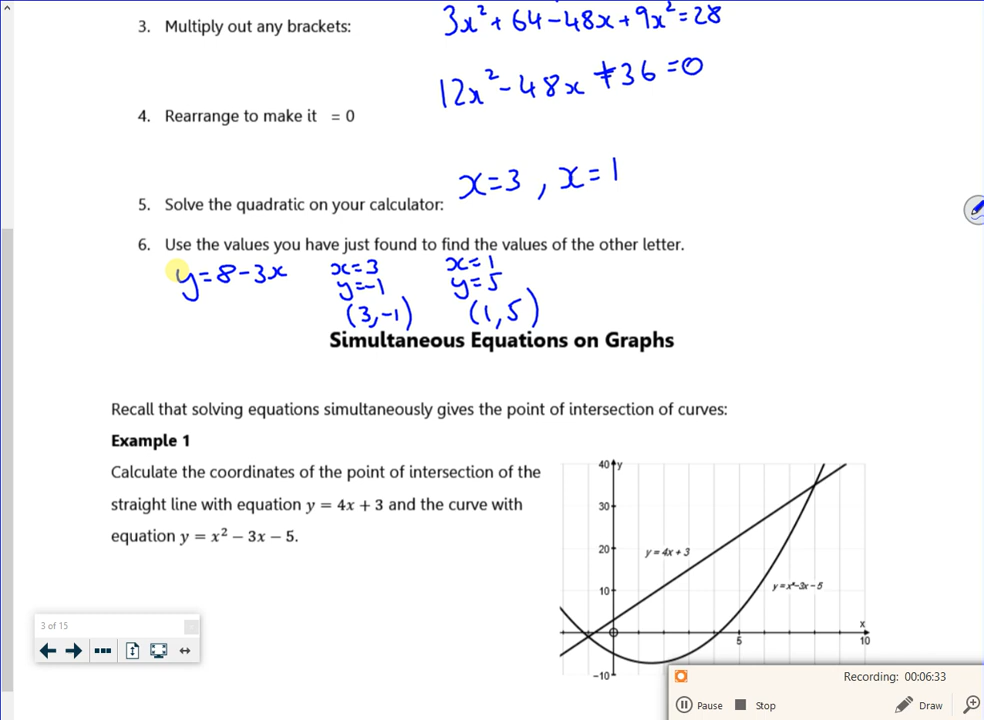 3. Multiply out any brackets:
3x² + 64 - 48x + 9x² = 28
12x² - 48x + 36 = 0
4. Rearrange to make it = 0
x = 3 , x = 1
5. Solve the quadratic on your calculator:
6. Use the values you have just found to find the values of the other letter.
y = 8 - 3x x = 3 x = 1
y = -1 y = 5
(3, -1) (1, 5)
Simultaneous Equations on Graphs
Recall that solving equations simultaneously gives the point of intersection of curves:
Example 1
Calculate the coordinates of the point of intersection of the
straight line with equation y = 4x + 3 and the curve with
equation y = x² – 3x – 5.
40 y
30
20
y = 4x + 3
10
y = x² - 3x - 5
x
5
10
-10
3 of 15
Recording: 00:06:33
Pause Stop Draw